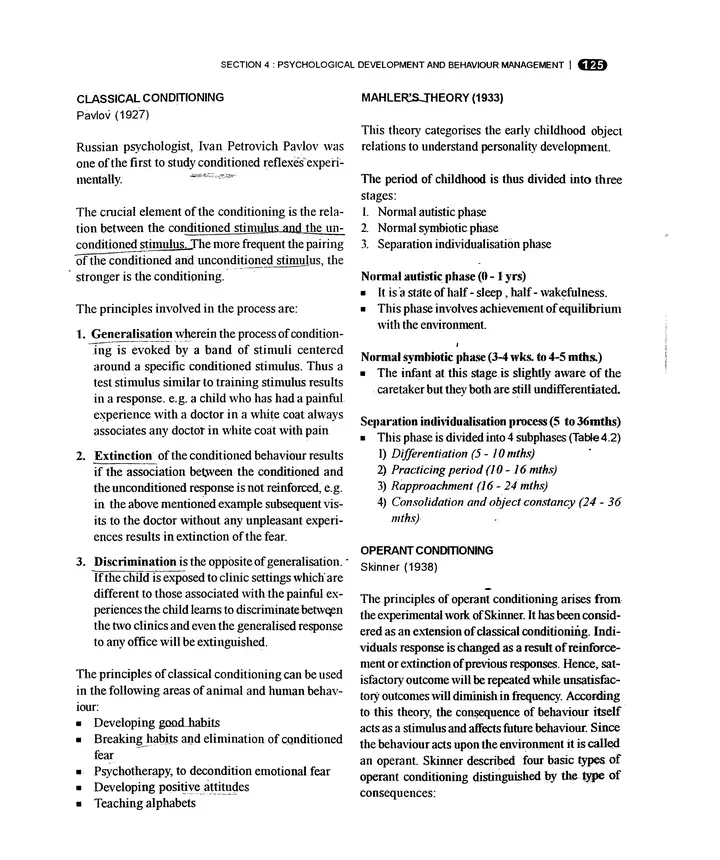 SECTION 4 : PSYCHOLOGICAL DEVELOPMENT AND BEHAVIOUR MANAGEMENT | 125
CLASSICAL CONDITIONING
Pavlov (1927)
Russian psychologist, Ivan Petrovich Pavlov was
one of the first to study conditioned reflexes experi-
mentally.
The crucial element of the conditioning is the rela-
tion between the conditioned stimulus and the un-
conditioned stimulus. The more frequent the pairing
of the conditioned and unconditioned stimulus, the
stronger is the conditioning.
The principles involved in the process are:
1. Generalisation wherein the process of condition-
ing is evoked by a band of stimuli centered
around a specific conditioned stimulus. Thus a
test stimulus similar to training stimulus results
in a response. e.g. a child who has had a painful
experience with a doctor in a white coat always
associates any doctor in white coat with pain
2. Extinction of the conditioned behaviour results
if the association between the conditioned and
the unconditioned response is not reinforced, e.g.
in the above mentioned example subsequent vis-
its to the doctor without any unpleasant experi-
ences results in extinction of the fear.
3. Discrimination is the opposite of generalisation.
If the child is exposed to clinic settings which are
different to those associated with the painful ex-
periences the child learns to discriminate between
the two clinics and even the generalised response
to any office will be extinguished.
The principles of classical conditioning can be used
in the following areas of animal and human behav-
iour:
■ Developing good habits
■ Breaking habits and elimination of conditioned
fear
■ Psychotherapy, to decondition emotional fear
■ Developing positive attitudes
■ Teaching alphabets
MAHLER'S THEORY (1933)
This theory categorises the early childhood object
relations to understand personality development.
The period of childhood is thus divided into three
stages:
1. Normal autistic phase
2. Normal symbiotic phase
3. Separation individualisation phase
Normal autistic phase (0 - 1 yrs)
■ It is a state of half - sleep , half - wakefulness.
■ This phase involves achievement of equilibrium
with the environment.
Normal symbiotic phase (3-4 wks. to 4-5 mths.)
■ The infant at this stage is slightly aware of the
caretaker but they both are still undifferentiated.
Separation individualisation process (5 to 36mths)
■ This phase is divided into 4 subphases (Table 4.2)
1) Differentiation (5 - 10 mths)
2) Practicing period (10 - 16 mths)
3) Rapproachment (16 - 24 mths)
4) Consolidation and object constancy (24 - 36
mths)
OPERANT CONDITIONING
Skinner (1938)
The principles of operant conditioning arises from
the experimental work of Skinner. It has been consid-
ered as an extension of classical conditioning. Indi-
viduals response is changed as a result of reinforce-
ment or extinction of previous responses. Hence, sat-
isfactory outcome will be repeated while unsatisfac-
tory outcomes will diminish in frequency. According
to this theory, the consequence of behaviour itself
acts as a stimulus and affects future behaviour. Since
the behaviour acts upon the environment it is called
an operant. Skinner described four basic types of
operant conditioning distinguished by the type of
consequences: